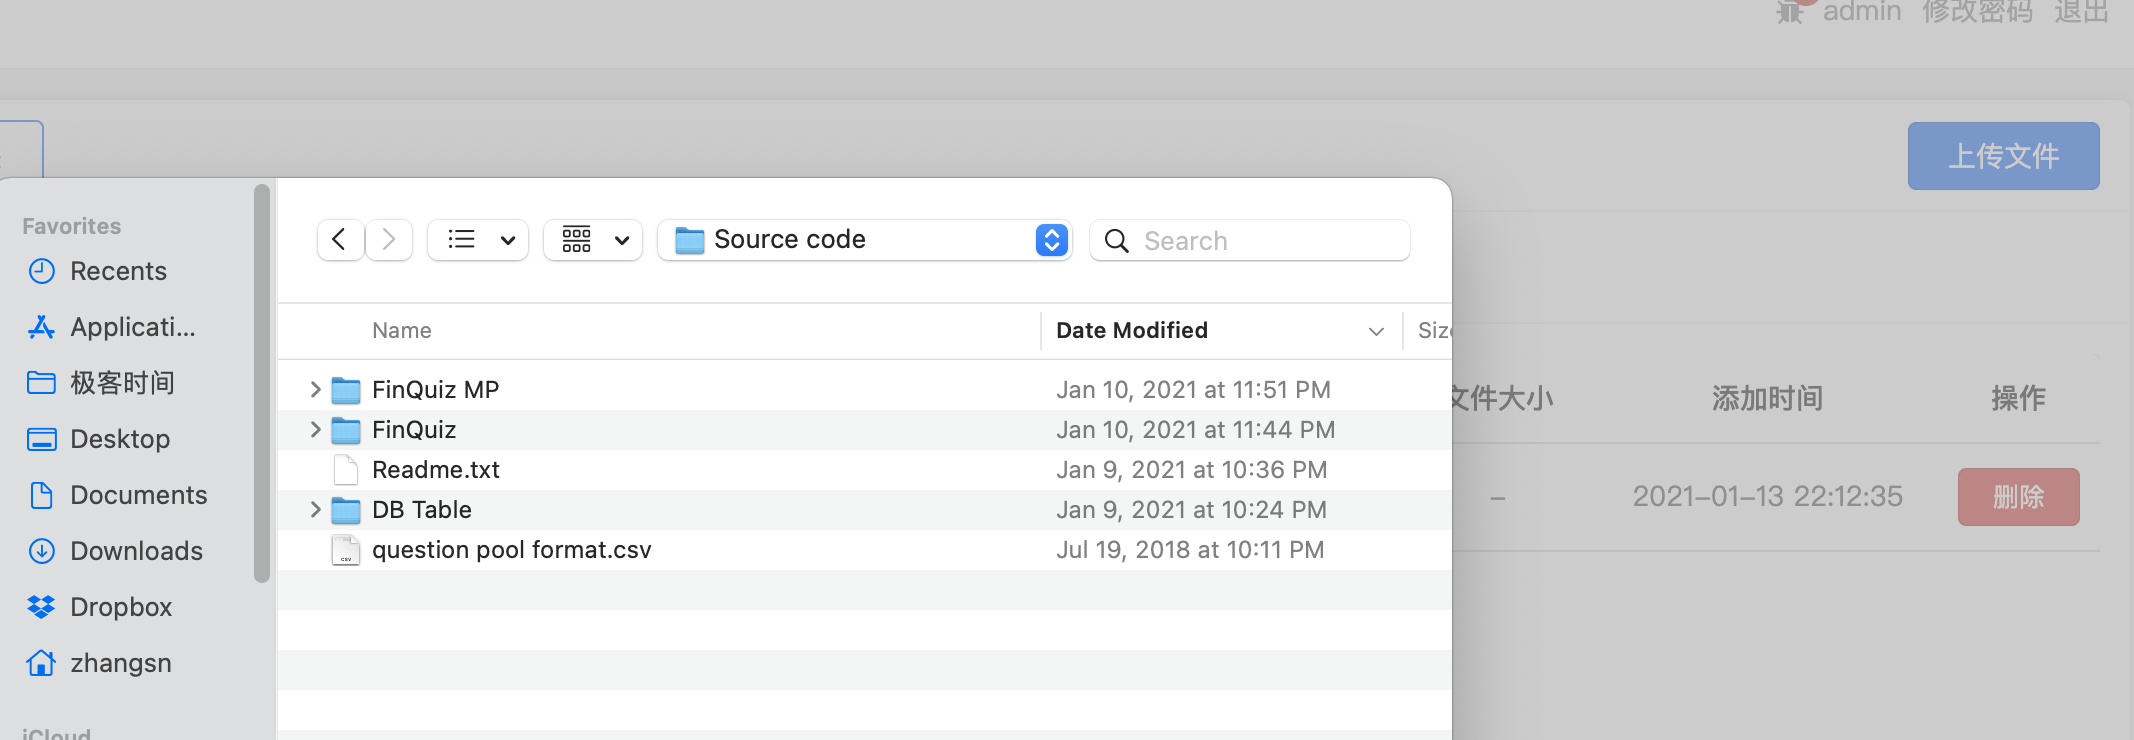 admin 修改密码 退出
上传文件
Favorites
Recents
Applicati...
极客时间
Desktop
Documents
Downloads
Dropbox
zhangsn
iCloud
Source code
Search
Name Date Modified
FinQuiz MP Jan 10, 2021 at 11:51 PM
FinQuiz Jan 10, 2021 at 11:44 PM
Readme.txt Jan 9, 2021 at 10:36 PM
DB Table Jan 9, 2021 at 10:24 PM
question pool format.csv Jul 19, 2018 at 10:11 PM
文件大小 添加时间 操作
– 2021-01-13 22:12:35 删除